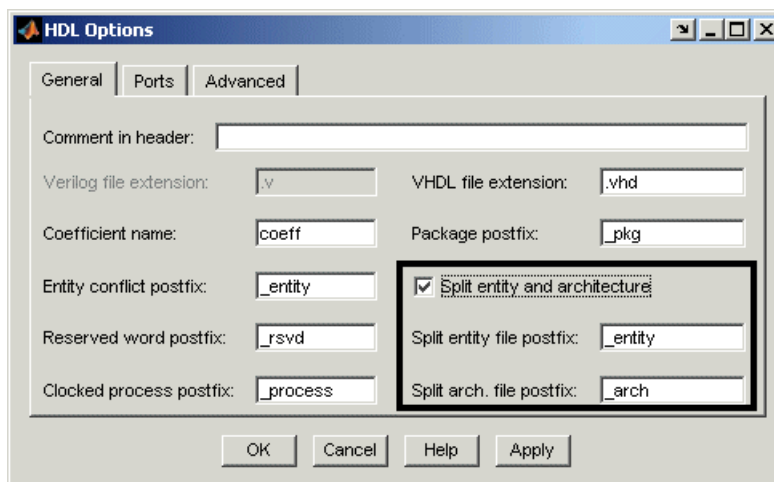 HDL Options
General Ports Advanced
Comment in header:
Verilog file extension: .v VHDL file extension: .vhd
Coefficient name: coeff Package postfix: _pkg
Entity conflict postfix: _entity Split entity and architecture
Reserved word postfix: _rsvd Split entity file postfix: _entity
Clocked process postfix: _process Split arch. file postfix: _arch
OK Cancel Help Apply